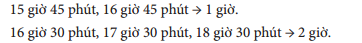 15 giờ 45 phút, 16 giờ 45 phút → 1 giờ.
16 giờ 30 phút, 17 giờ 30 phút, 18 giờ 30 phút → 2 giờ.